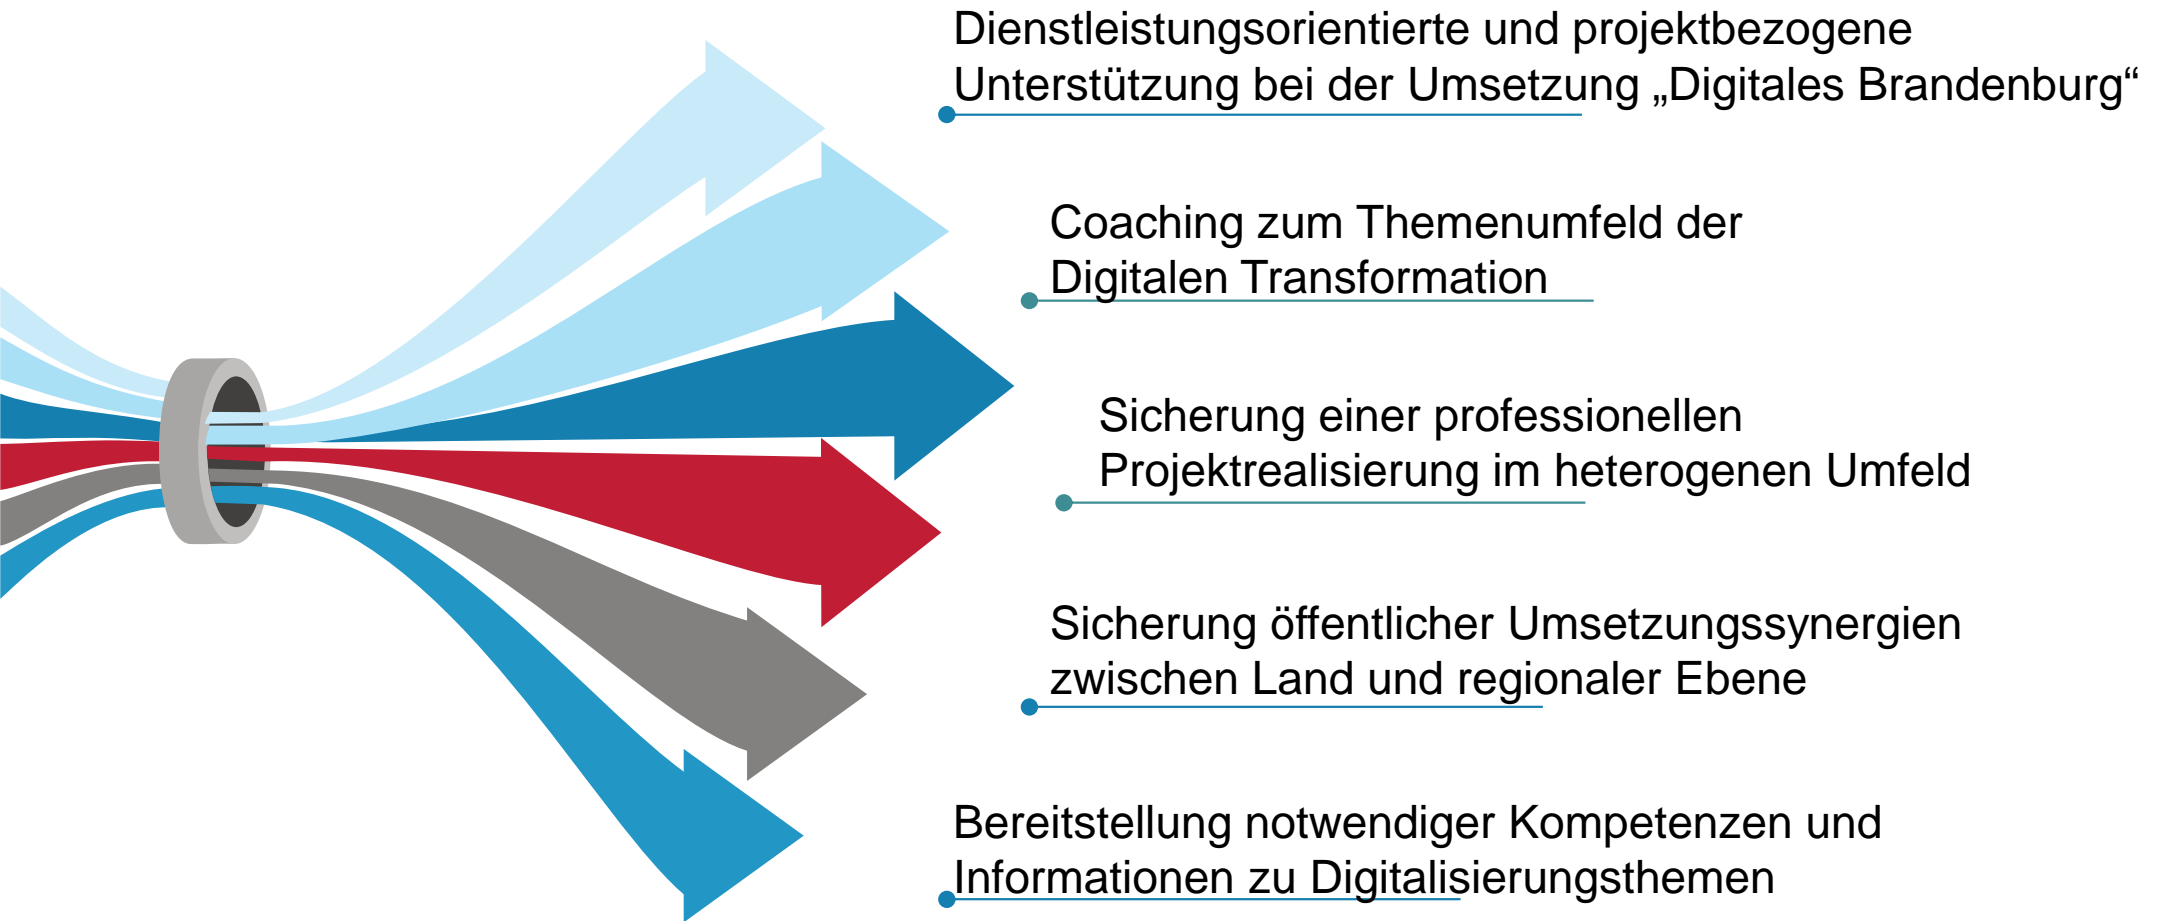 Dienstleistungsorientierte und projektbezogene
Unterstützung bei der Umsetzung „Digitales Brandenburg“
Coaching zum Themenumfeld der
Digitalen Transformation
Sicherung einer professionellen
Projektrealisierung im heterogenen Umfeld
Sicherung öffentlicher Umsetzungssynergien
zwischen Land und regionaler Ebene
Bereitstellung notwendiger Kompetenzen und
Informationen zu Digitalisierungsthemen